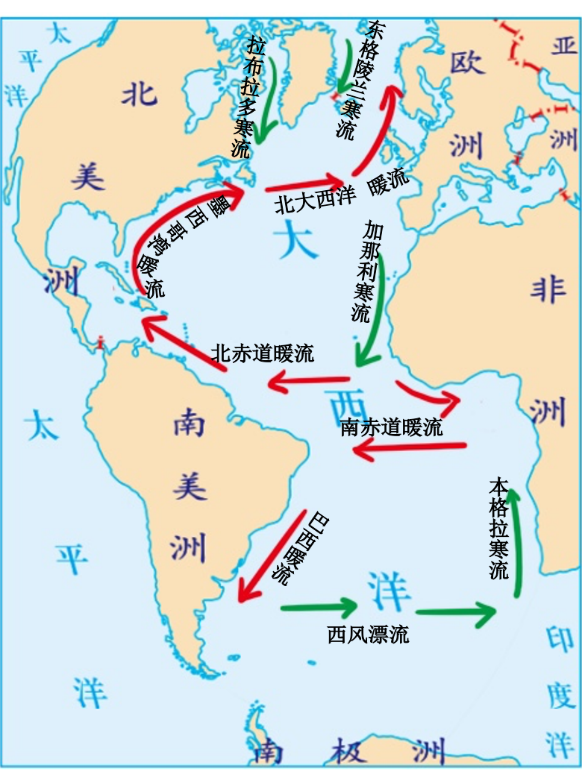 太平洋
北美洲
拉布拉多寒流
东格陵兰寒流
欧洲
亚洲
北大西洋 暖流
墨西哥湾暖流
大西洋
加那利寒流
非洲
北赤道暖流
南赤道暖流
南美洲
太平洋
巴西暖流
本格拉寒流
西风漂流
印度洋
南极洲